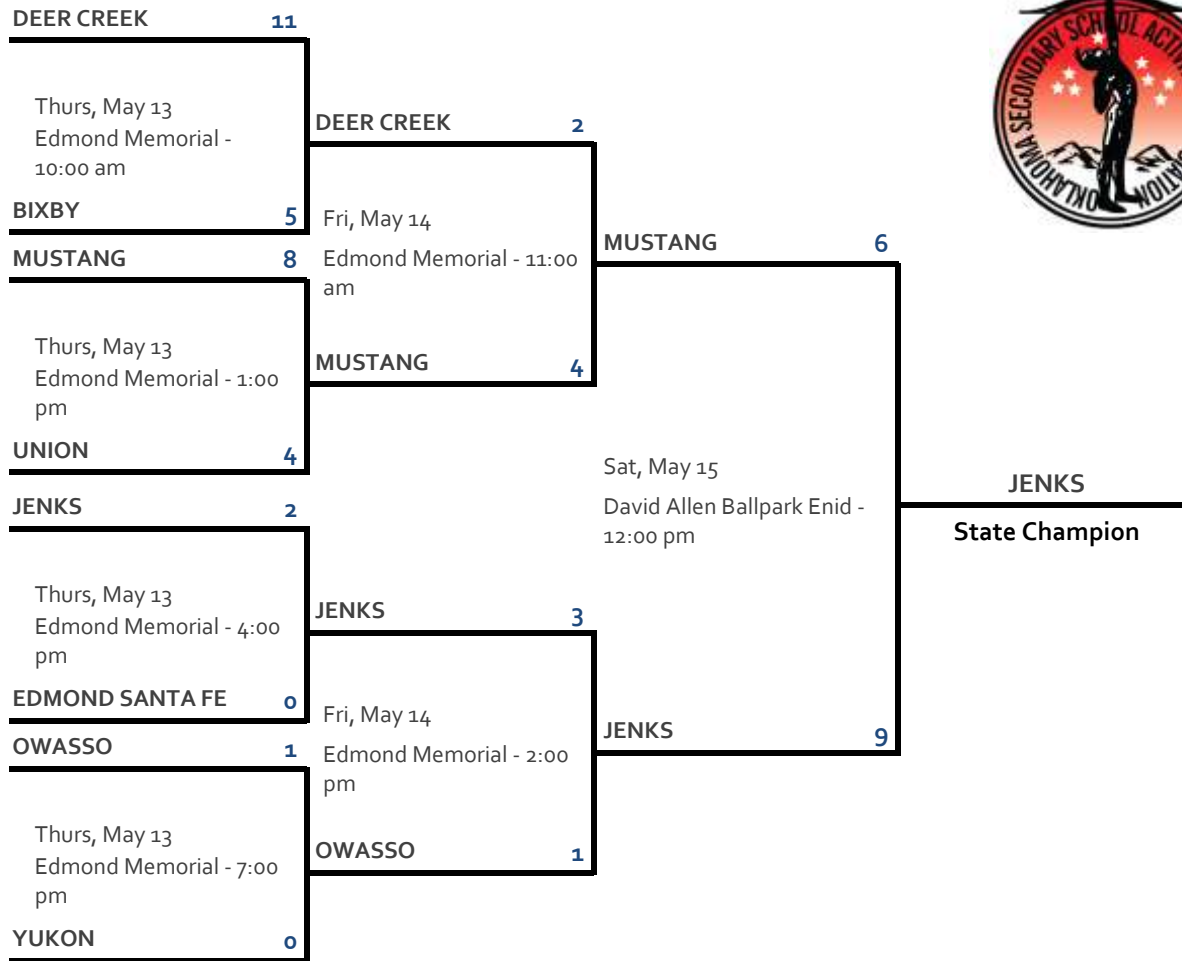 DEER CREEK 11
Thurs, May 13
Edmond Memorial -
10:00 am
BIXBY 5
MUSTANG 8
Thurs, May 13
Edmond Memorial - 1:00
pm
UNION 4
JENKS 2
Thurs, May 13
Edmond Memorial - 4:00
pm
EDMOND SANTA FE 0
OWASSO 1
Thurs, May 13
Edmond Memorial - 7:00
pm
YUKON 0
DEER CREEK 2
Fri, May 14
Edmond Memorial - 11:00
am
MUSTANG 4
JENKS 3
Fri, May 14
Edmond Memorial - 2:00
pm
OWASSO 1
MUSTANG 6
Sat, May 15
David Allen Ballpark Enid -
12:00 pm
JENKS 9
JENKS
State Champion
OKLAHOMA SECONDARY SCHOOL